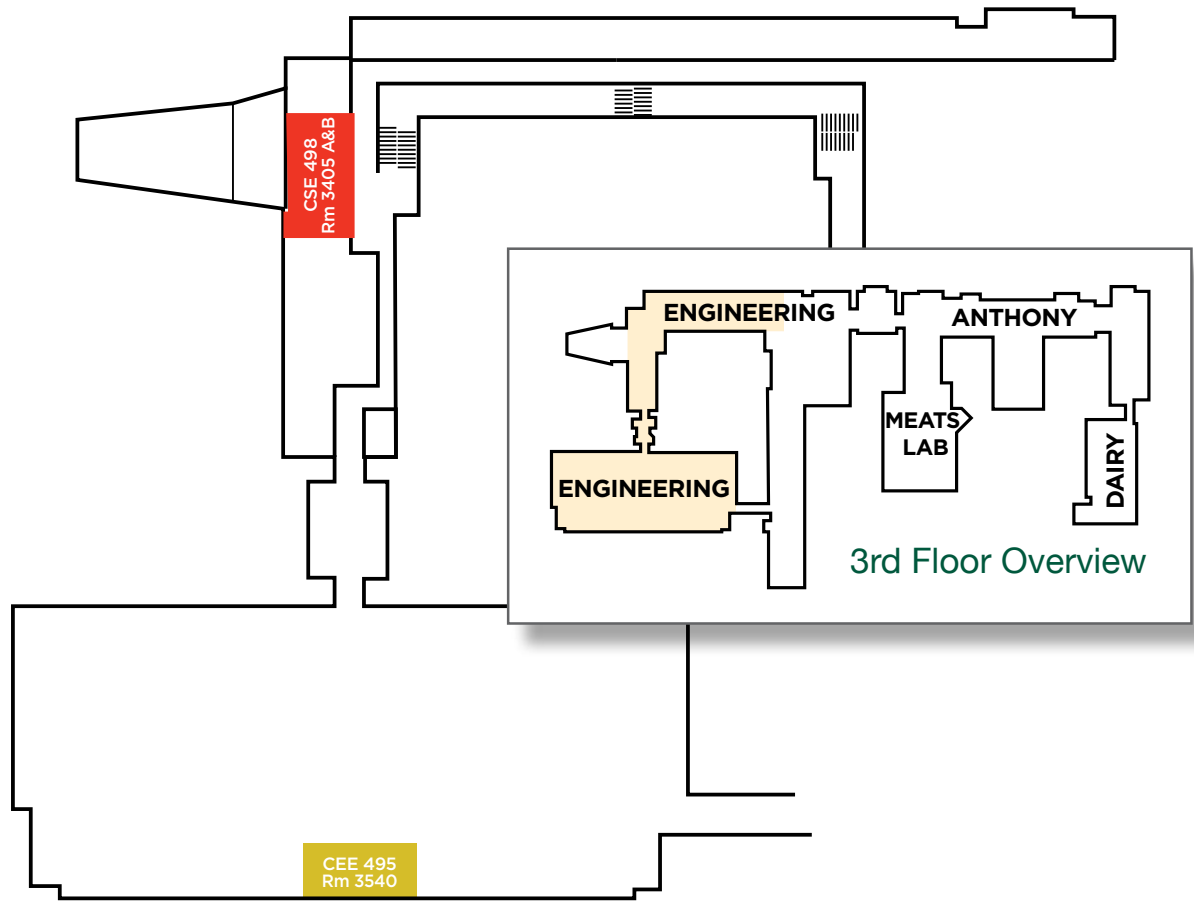 CSE 498
Rm 3405 A&B
ENGINEERING
ANTHONY
MEATS
LAB
DAIRY
ENGINEERING
3rd Floor Overview
CEE 495
Rm 3540